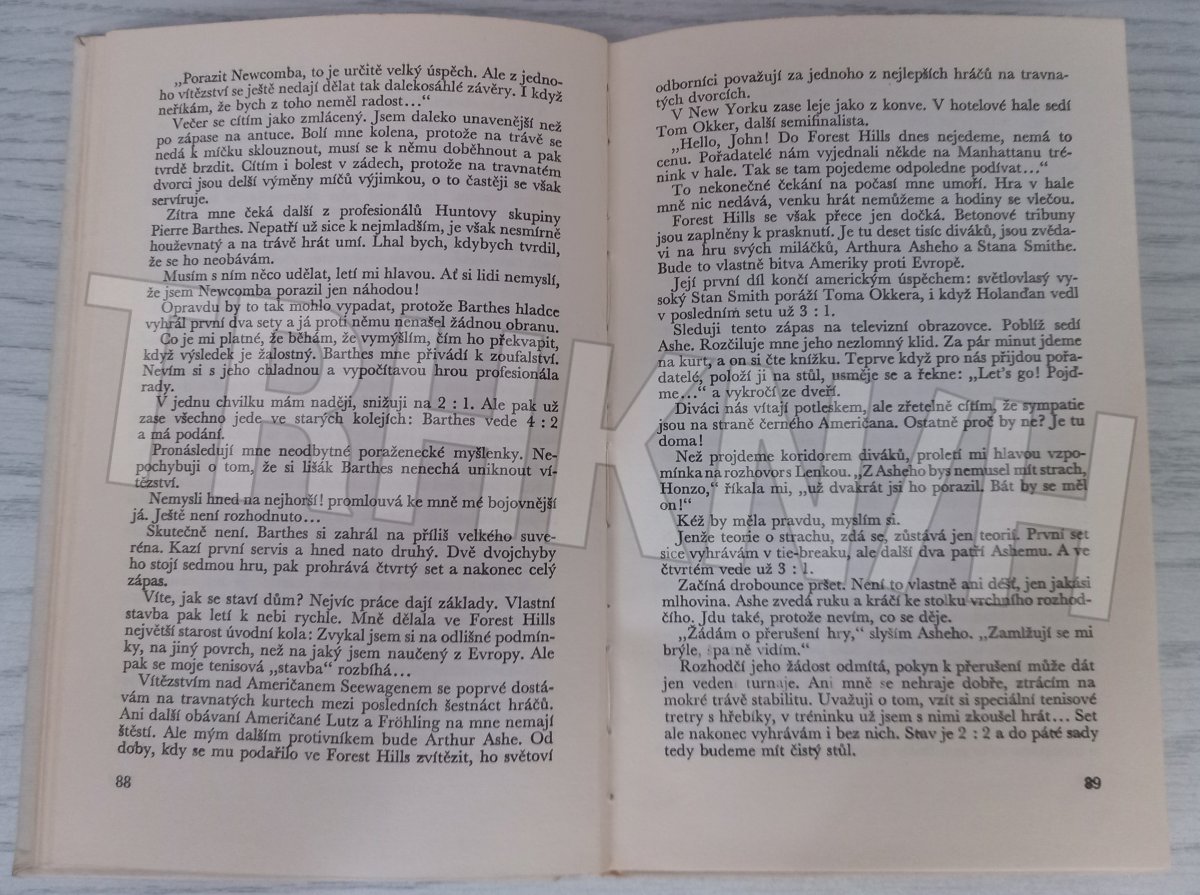 „Porazit Newcomba, to je určitě velký úspěch. Ale z jedno-
ho vítězství se ještě nedají dělat tak dalekosáhlé závěry. I když
neříkám, že bych z toho neměl radost...“
Večer se cítím jako zmlácený. Jsem daleko unavenější než
po zápase na antuce. Bolí mne kolena, protože na trávě se
nedá k míčku sklouznout, musí se k němu doběhnout a pak
tvrdě brzdit. Cítím i bolest v zádech, protože na travnatém
dvorci jsou delší výměny míčů výjimkou, o to častěji se však
servíruje.
Zítra mne čeká další z profesionálů Huntovy skupiny
Pierre Barthes. Nepatří už sice k nejmladším, je však nesmírně
houževnatý a na trávě hrát umí. Lhal bych, kdybych tvrdil,
že se ho neobávám.
Musím s ním něco udělat, letí mi hlavou. Ať si lidi nemyslí,
že jsem Newcomba porazil jen náhodou!
Opravdu by to tak mohlo vypadat, protože Barthes hladce
vyhrál první dva sety a já proti němu nenašel žádnou obranu.
Co je mi platné, že běhám, že vymýšlím, čím ho překvapit,
když výsledek je žalostný. Barthes mne přivádí k zoufalství.
Nevím si s jeho chladnou a vypočítavou hrou profesionála
rady.
V jednu chvilku mám naději, snižuji na 2 : 1. Ale pak už
zase všechno jede ve starých kolejích: Barthes vede 4 : 2
a má podání.
Pronásledují mne neodbytné poraženecké myšlenky. Ne-
pochybuji o tom, že si lišák Barthes nenechá uniknout ví-
tězství.
Nemysli hned na nejhorší! promlouvá ke mně mé bojovnější
já. Ještě není rozhodnuto...
Skutečně není. Barthes si zahrál na příliš velkého suve-
réna. Kazí první servis a hned nato druhý. Dvě dvojchyby
ho stojí sedmou hru, pak prohrává čtvrtý set a nakonec celý
zápas.
Víte, jak se staví dům? Nejvíc práce dají základy. Vlastní
stavba pak letí k nebi rychle. Mně dělala ve Forest Hills
největší starost úvodní kola: Zvykal jsem si na odlišné podmín-
ky, na jiný povrch, než na jaký jsem naučený z Evropy. Ale
pak se moje tenisová „stavba“ rozbíhá...
Vítězstvím nad Američanem Seewagenem se poprvé dostá-
vám na travnatých kurtech mezi posledních šestnáct hráčů.
Ani další obávaní Američané Lutz a Fröhling na mne nemají
štěstí. Ale mým dalším protivníkem bude Arthur Ashe. Od
doby, kdy se mu podařilo ve Forest Hills zvítězit, ho světoví
88
odborníci považují za jednoho z nejlepších hráčů na travna-
tých dvorcích.
V New Yorku zase leje jako z konve. V hotelové hale sedí
Tom Okker, další semifinalista.
„Hello, John! Do Forest Hills dnes nejedeme, nemá to
cenu. Pořadatelé nám vyjednali někde na Manhattanu tré-
nink v hale. Tak se tam pojedeme odpoledne podívat...“
To nekonečné čekání na počasí mne umoří. Hra v hale
mně nic nedává, venku hrát nemůžeme a hodiny se vlečou.
Forest Hills se však přece jen dočká. Betonové tribuny
jsou zaplněny k prasknutí. Je tu deset tisíc diváků, jsou zvěda-
vi na hru svých miláčků, Arthura Asheho a Stana Smithe.
Bude to vlastně bitva Ameriky proti Evropě.
Její první díl končí americkým úspěchem: světlovlasý vy-
soký Stan Smith poráží Toma Okkera, i když Holanďan vedl
v posledním setu už 3 : 1.
Sleduji tento zápas na televizní obrazovce. Poblíž sedí
Ashe. Rozčiluje mne jeho nezlomný klid. Za pár minut jdeme
na kurt, a on si čte knížku. Teprve když pro nás přijdou pořa-
datelé, položí ji na stůl, usměje se a řekne: „Let's go! Pojď-
me...“ a vykročí ze dveří.
Diváci nás vítají potleskem, ale zřetelně cítím, že sympatie
jsou na straně černého Američana. Ostatně proč by ne? Je tu
doma!
Než projdeme koridorem diváků, proletí mi hlavou vzpo-
mínka na rozhovor s Lenkou. „Z Asheho bys nemusel mít strach,
Honzo,“ říkala mi, „už dvakrát jsi ho porazil. Bát by se měl
on!“
Kéž by měla pravdu, myslím si.
Jenže teorie o strachu, zdá se, zůstává jen teorií. První set
sice vyhrávám v tie-breaku, ale další dva patří Ashemu. A ve
čtvrtém vede už 3 : 1.
Začíná drobounce pršet. Není to vlastně ani déšť, jen jakási
mlhovina. Ashe zvedá ruku a kráčí ke stolku vrchního rozhod-
čího. Jdu také, protože nevím, co se děje.
„Žádám o přerušení hry,“ slyším Asheho. „Zamlžují se mi
brýle, špatně vidím.“
Rozhodčí jeho žádost odmítá, pokyn k přerušení může dát
jen vedení turnaje. Ani mně se nehraje dobře, ztrácím na
mokré trávě stabilitu. Uvažuji o tom, vzít si speciální tenisové
tretry s hřebíky, v tréninku už jsem s nimi zkoušel hrát... Set
ale nakonec vyhrávám i bez nich. Stav je 2 : 2 a do páté sady
tedy budeme mít čistý stůl.
89
TRHKNIH